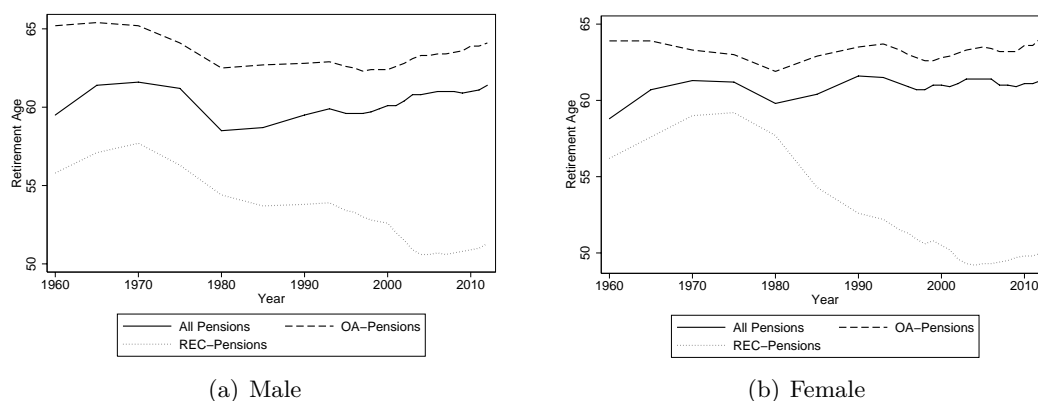 65
60
55
50
Retirement Age
1960 1970 1980 1990 2000 2010
Year
All Pensions OA−Pensions
REC−Pensions
(a) Male
65
60
55
50
Retirement Age
1960 1970 1980 1990 2000 2010
Year
All Pensions OA−Pensions
REC−Pensions
(b) Female